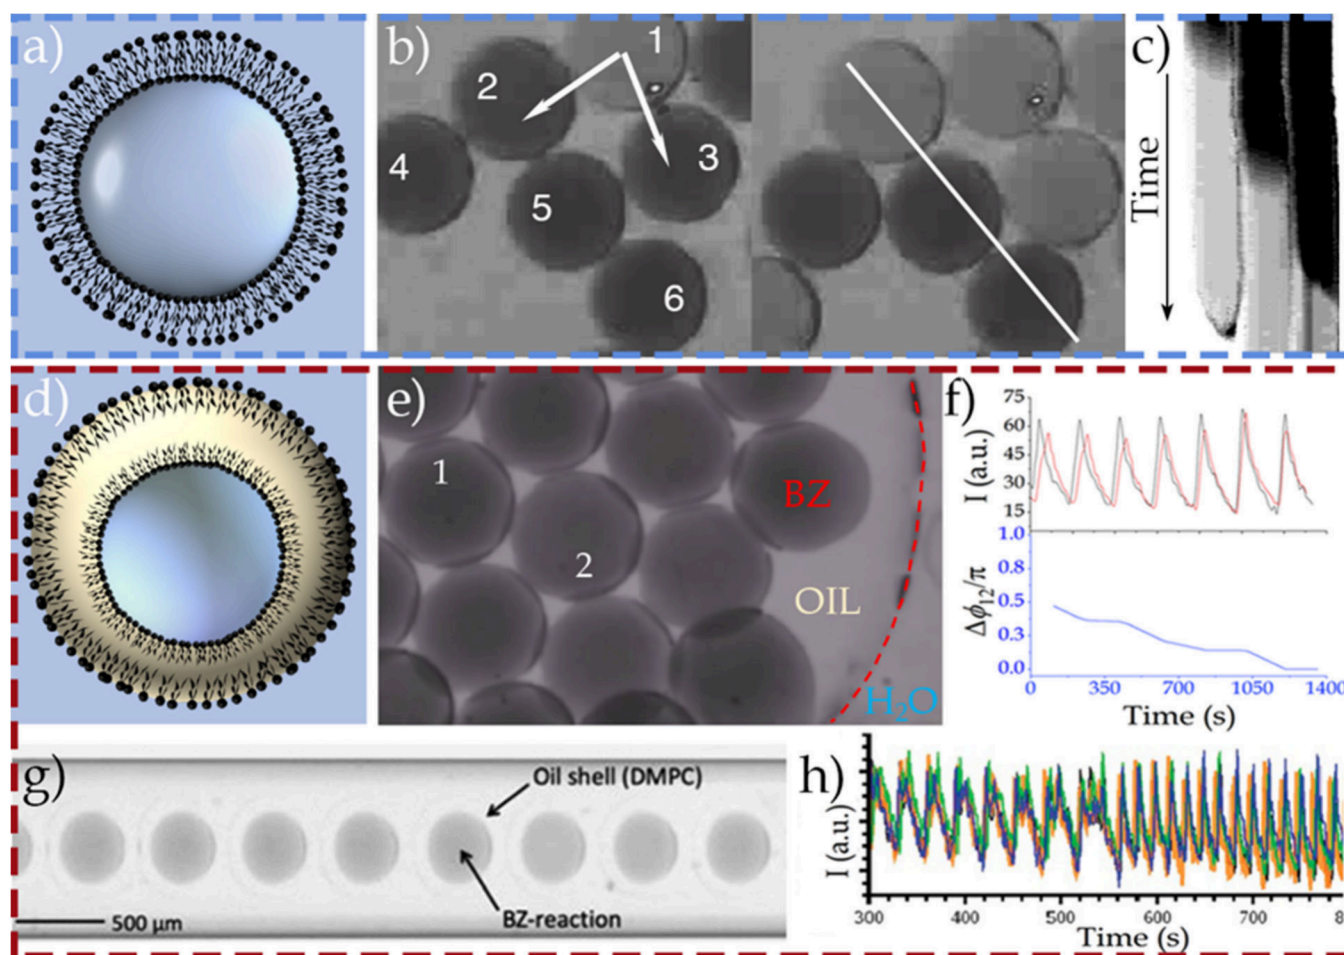 a)
b)
1
2
3
4
5
6
c)
Time
d)
e)
1
2
BZ
OIL
H₂O
f)
75
60
45
30
15
I (a.u.)
1.0
0.8
0.5
0.3
0.0
Δϕ₁₂/π
0 350 700 1050 1400
Time (s)
g)
Oil shell (DMPC)
BZ-reaction
500 μm
h)
I (a.u.)
300 400 500 600 700 8
Time (s)